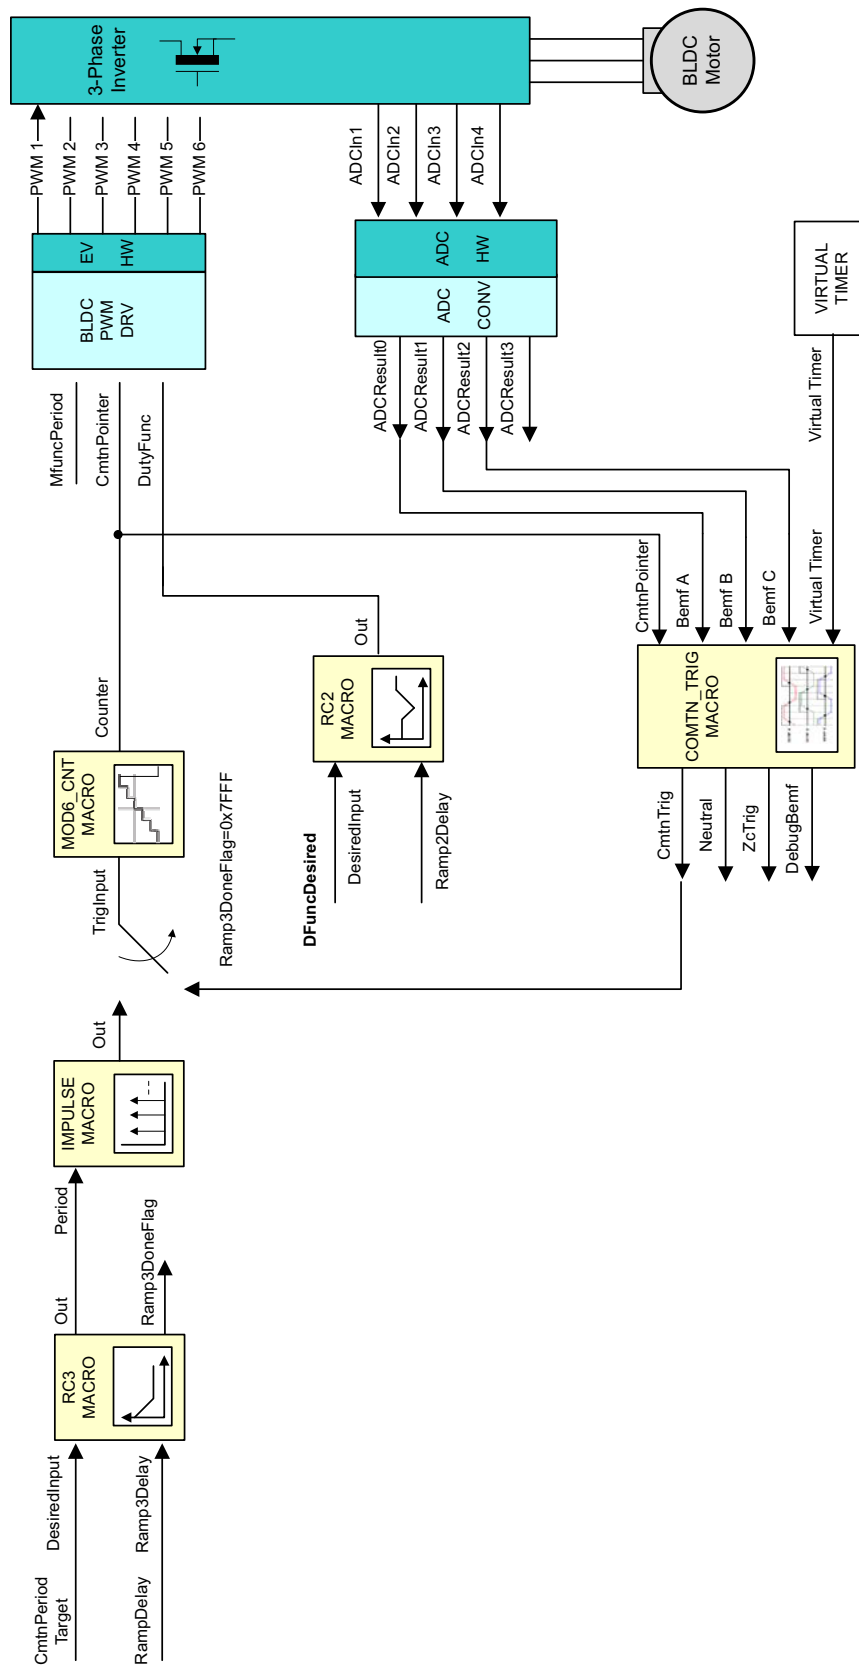 CmtnPeriod
Target
DesiredInput
RampDelay
Ramp3Delay
RC3
MACRO
Out
Period
Ramp3DoneFlag
IMPULSE
MACRO
Out
TrigInput
Ramp3DoneFlag=0x7FFF
MOD6_CNT
MACRO
Counter
DFuncDesired
DesiredInput
Ramp2Delay
RC2
MACRO
Out
MfuncPeriod
CmtnPointer
DutyFunc
BLDC
PWM
DRV
EV
HW
PWM 1
PWM 2
PWM 3
PWM 4
PWM 5
PWM 6
3-Phase
Inverter
ADCIn1
ADCIn2
ADCIn3
ADCIn4
ADC
HW
ADC
CONV
ADCResult0
ADCResult1
ADCResult2
ADCResult3
BLDC
Motor
VIRTUAL
TIMER
Virtual Timer
CmtnPointer
Bemf A
Bemf B
Bemf C
Virtual Timer
COMTN_TRIG
MACRO
CmtnTrig
Neutral
ZcTrig
DebugBemf